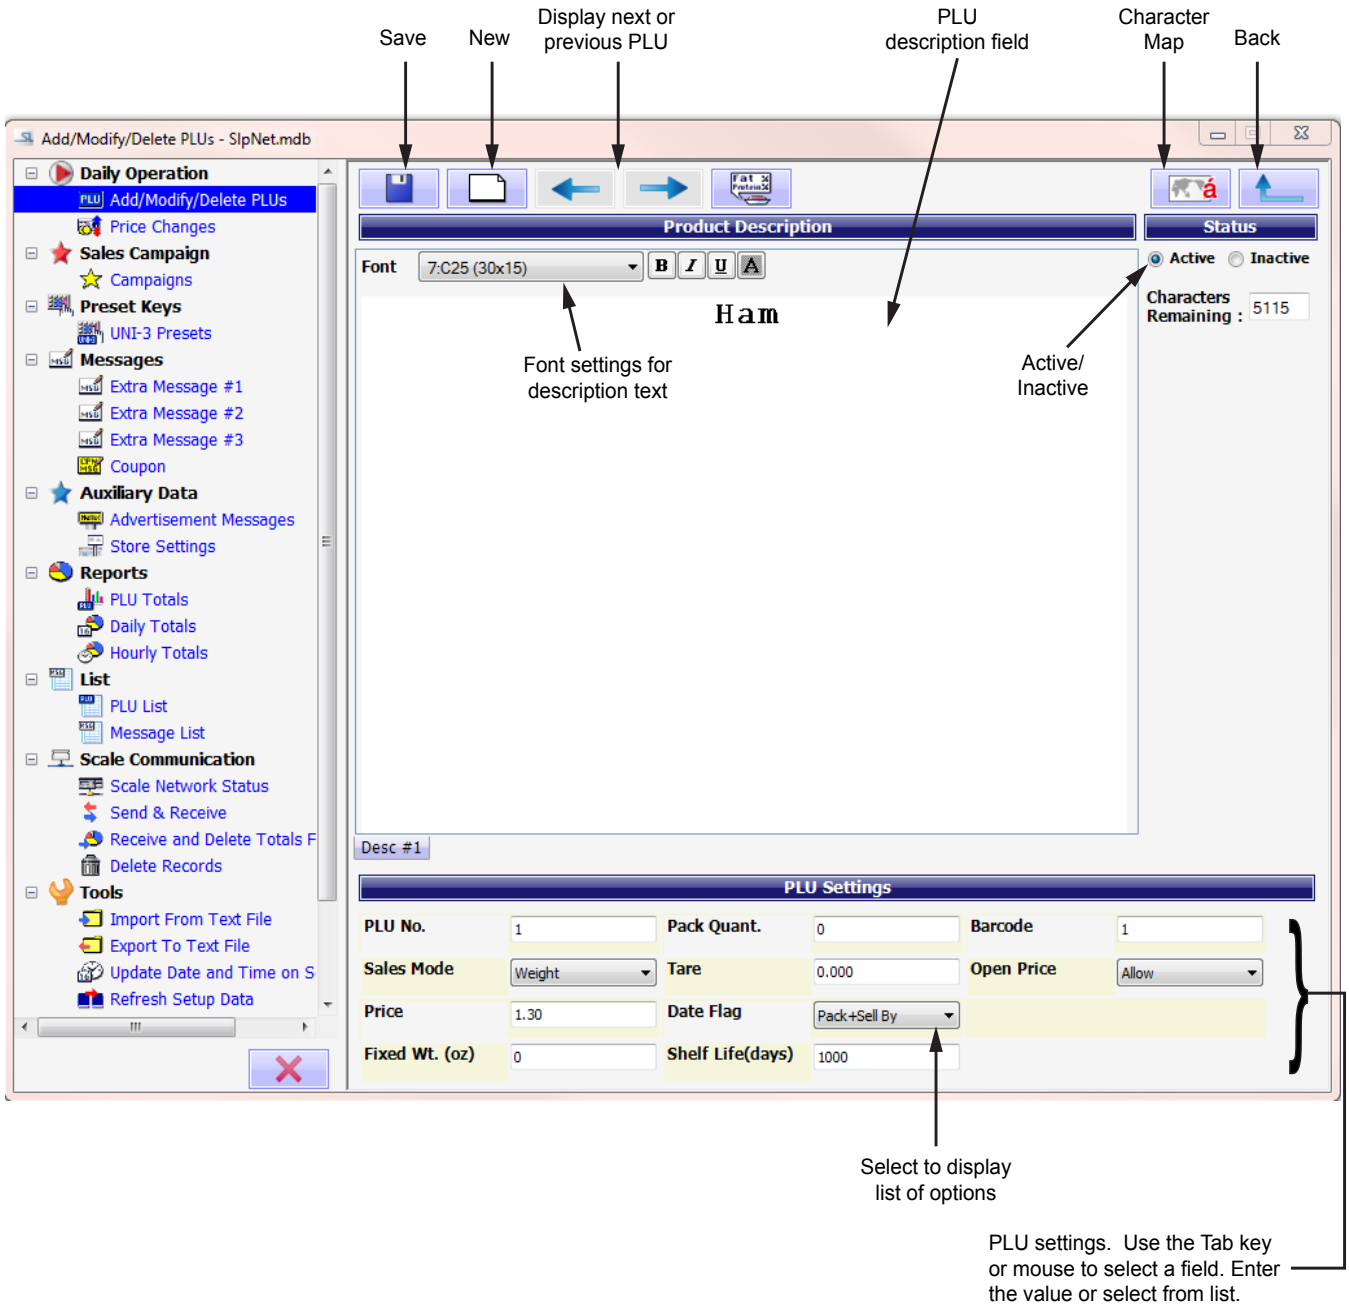 Save
New
Display next or
previous PLU
PLU
description field
Character
Map
Back
Add/Modify/Delete PLUs - SlpNet.mdb
Daily Operation
PLU Add/Modify/Delete PLUs
Price Changes
Sales Campaign
Campaigns
Preset Keys
UNI-3 Presets
Messages
Extra Message #1
Extra Message #2
Extra Message #3
Coupon
Auxiliary Data
Advertisement Messages
Store Settings
Reports
PLU Totals
Daily Totals
Hourly Totals
List
PLU List
Message List
Scale Communication
Scale Network Status
Send & Receive
Receive and Delete Totals F
Delete Records
Tools
Import From Text File
Export To Text File
Update Date and Time on S
Refresh Setup Data
Fat %
Protein%
á
Product Description
Status
Font 7:C25 (30x15) B I U A
Active Inactive
Characters
Remaining : 5115
Ham
Font settings for
description text
Active/
Inactive
Desc #1
PLU Settings
PLU No. 1 Pack Quant. 0 Barcode 1
Sales Mode Weight Tare 0.000 Open Price Allow
Price 1.30 Date Flag Pack+Sell By
Fixed Wt. (oz) 0 Shelf Life(days) 1000
Select to display
list of options
PLU settings. Use the Tab key
or mouse to select a field. Enter
the value or select from list.